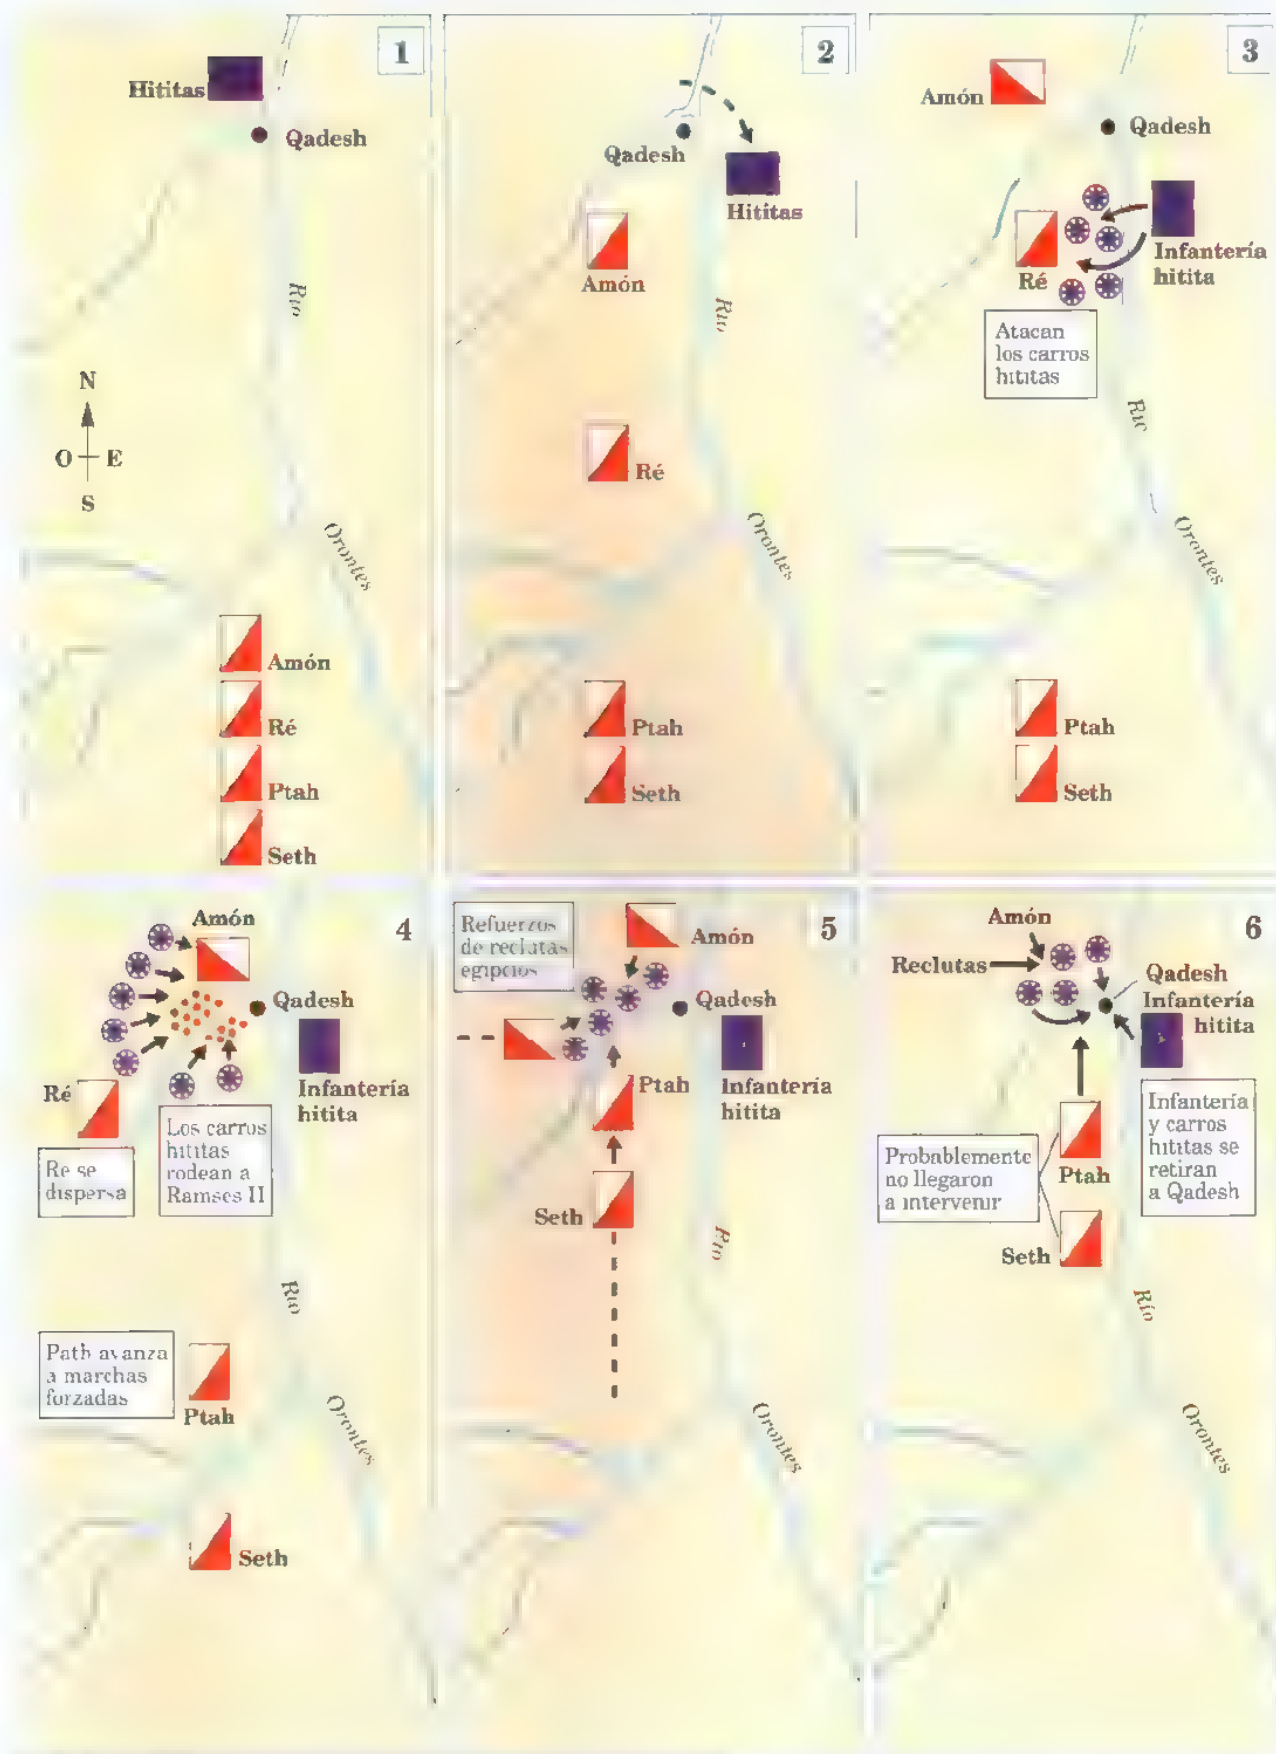 1
Hititas
Qadesh
Río
N
O E
S
Orontes
Amón
Ré
Ptah
Seth
2
Qadesh
Hititas
Amón
Río
Ré
Orontes
Ptah
Seth
3
Amón
Qadesh
Infantería
hitita
Ré
Atacan
los carros
hititas
Río
Orontes
Ptah
Seth
4
Amón
Qadesh
Infantería
hitita
Ré
Re se
dispersa
Los carros
hititas
rodean a
Ramses II
Río
Path avanza
a marchas
forzadas
Ptah
Orontes
Seth
5
Refuerzos
de reclutas
egipcios
Amón
Qadesh
Ptah
Infantería
hitita
Seth
Río
Orontes
6
Amón
Reclutas
Qadesh
Infantería
hitita
Infantería
y carros
hititas se
retiran
a Qadesh
Probablemente
no llegaron
a intervenir
Ptah
Seth
Río
Orontes